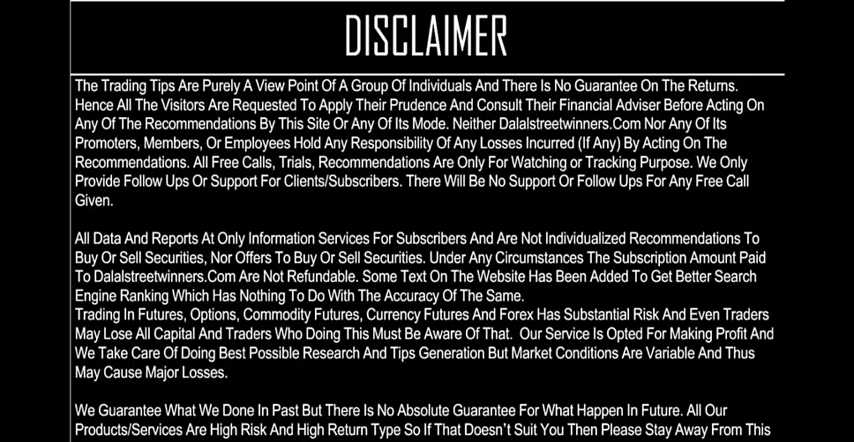 DISCLAIMER
The Trading Tips Are Purely A View Point Of A Group Of Individuals And There Is No Guarantee On The Returns.
Hence All The Visitors Are Requested To Apply Their Prudence And Consult Their Financial Adviser Before Acting On
Any Of The Recommendations By This Site Or Any Of Its Mode. Neither Dalalstreetwinners.Com Nor Any Of Its
Promoters, Members, Or Employees Hold Any Responsibility Of Any Losses Incurred (If Any) By Acting On The
Recommendations. All Free Calls, Trials, Recommendations Are Only For Watching or Tracking Purpose. We Only
Provide Follow Ups Or Support For Clients/Subscribers. There Will Be No Support Or Follow Ups For Any Free Call
Given.
All Data And Reports At Only Information Services For Subscribers And Are Not Individualized Recommendations To
Buy Or Sell Securities, Nor Offers To Buy Or Sell Securities. Under Any Circumstances The Subscription Amount Paid
To Dalalstreetwinners.Com Are Not Refundable. Some Text On The Website Has Been Added To Get Better Search
Engine Ranking Which Has Nothing To Do With The Accuracy Of The Same.
Trading In Futures, Options, Commodity Futures, Currency Futures And Forex Has Substantial Risk And Even Traders
May Lose All Capital And Traders Who Doing This Must Be Aware Of That. Our Service Is Opted For Making Profit And
We Take Care Of Doing Best Possible Research And Tips Generation But Market Conditions Are Variable And Thus
May Cause Major Losses.
We Guarantee What We Done In Past But There Is No Absolute Guarantee For What Happen In Future. All Our
Products/Services Are High Risk And High Return Type So If That Doesn't Suit You Then Please Stay Away From This